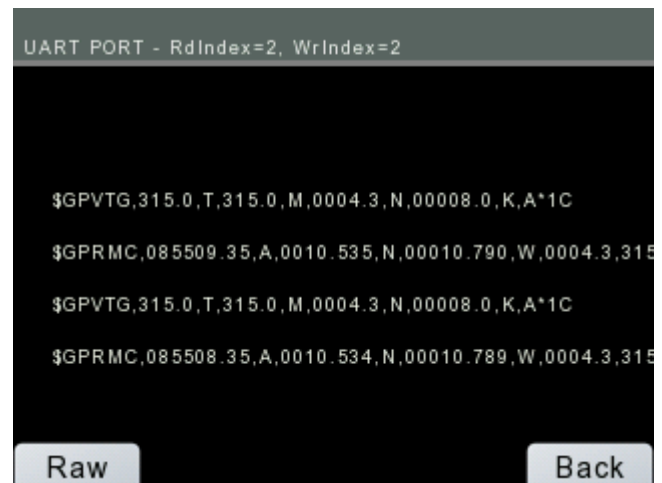 UART PORT - RdIndex=2, WrIndex=2
$GPVTG,315.0,T,315.0,M,0004.3,N,00008.0,K,A*1C
$GPRMC,085509.35,A,0010.535,N,00010.790,W,0004.3,315
$GPVTG,315.0,T,315.0,M,0004.3,N,00008.0,K,A*1C
$GPRMC,085508.35,A,0010.534,N,00010.789,W,0004.3,315
Raw
Back